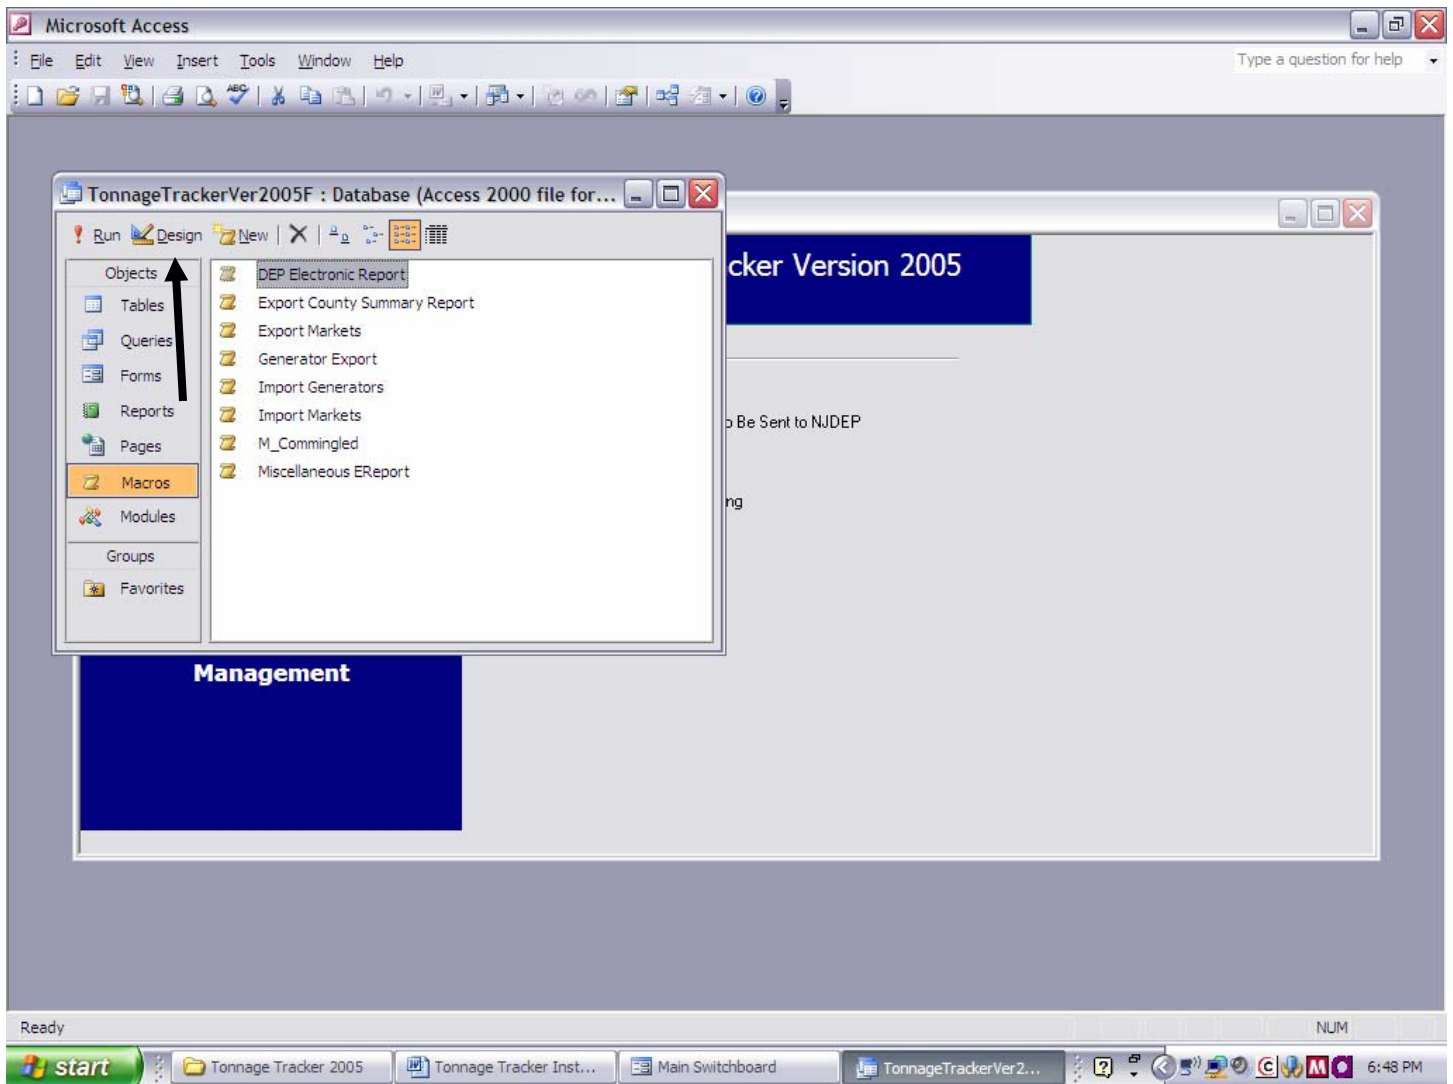 Microsoft Access
File Edit View Insert Tools Window Help
Type a question for help
TonnageTrackerVer2005F : Database (Access 2000 file for...
Run Design New
Objects
Tables
Queries
Forms
Reports
Pages
Macros
Modules
Groups
Favorites
DEP Electronic Report
Export County Summary Report
Export Markets
Generator Export
Import Generators
Import Markets
M_Commingled
Miscellaneous EReport
cker Version 2005
o Be Sent to NJDEP
ng
Management
Ready
NUM
start
Tonnage Tracker 2005
Tonnage Tracker Inst...
Main Switchboard
TonnageTrackerVer2...
6:48 PM